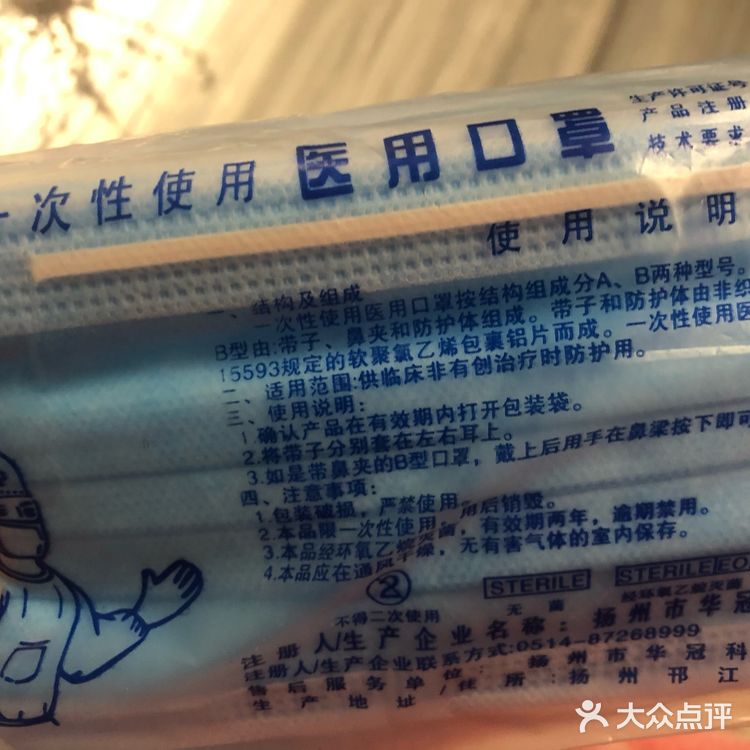 一次性使用 医用口罩
生产许可证号
产品注册
技术要求
使用说明
一、结构及组成
一次性使用医用口罩按结构组成分A、B两种型号。
B型由:带子、鼻夹和防护体组成。带子和防护体由非织
15593规定的软聚氯乙烯包裹铝片而成。一次性使用医
二、适用范围:供临床非有创治疗时防护用。
三、使用说明:
1.确认产品在有效期内打开包装袋。
2.将带子分别套在左右耳上。
3.如是带鼻夹的B型口罩，戴上后用手在鼻梁按下即可
四、注意事项:
1.包装破损，严禁使用。用后销毁。
2.本品限一次性使用
3.本品经环氧乙烷灭菌，有效期两年，逾期禁用。
4.本品应在通风干燥，无有害气体的室内保存。
2
不得二次使用
STERILE
无菌
STERILE EO
经环氧乙烷灭菌
注册人/生产企业名称:扬州市华冠
注册人/生产企业联系方式:0514-87268999
售后服务单位:扬州市华冠科
生产地址/住所:扬州邗江
大众点评